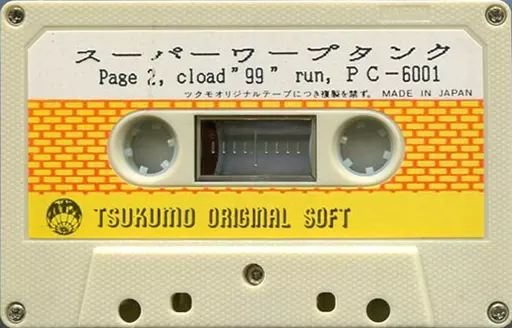 スーパーワープタンク
Page 2, cload"99" run, PC-6001
ツクモオリジナルテープにつき複製を禁ず。 MADE IN JAPAN
TSUKUMO ORIGINAL SOFT